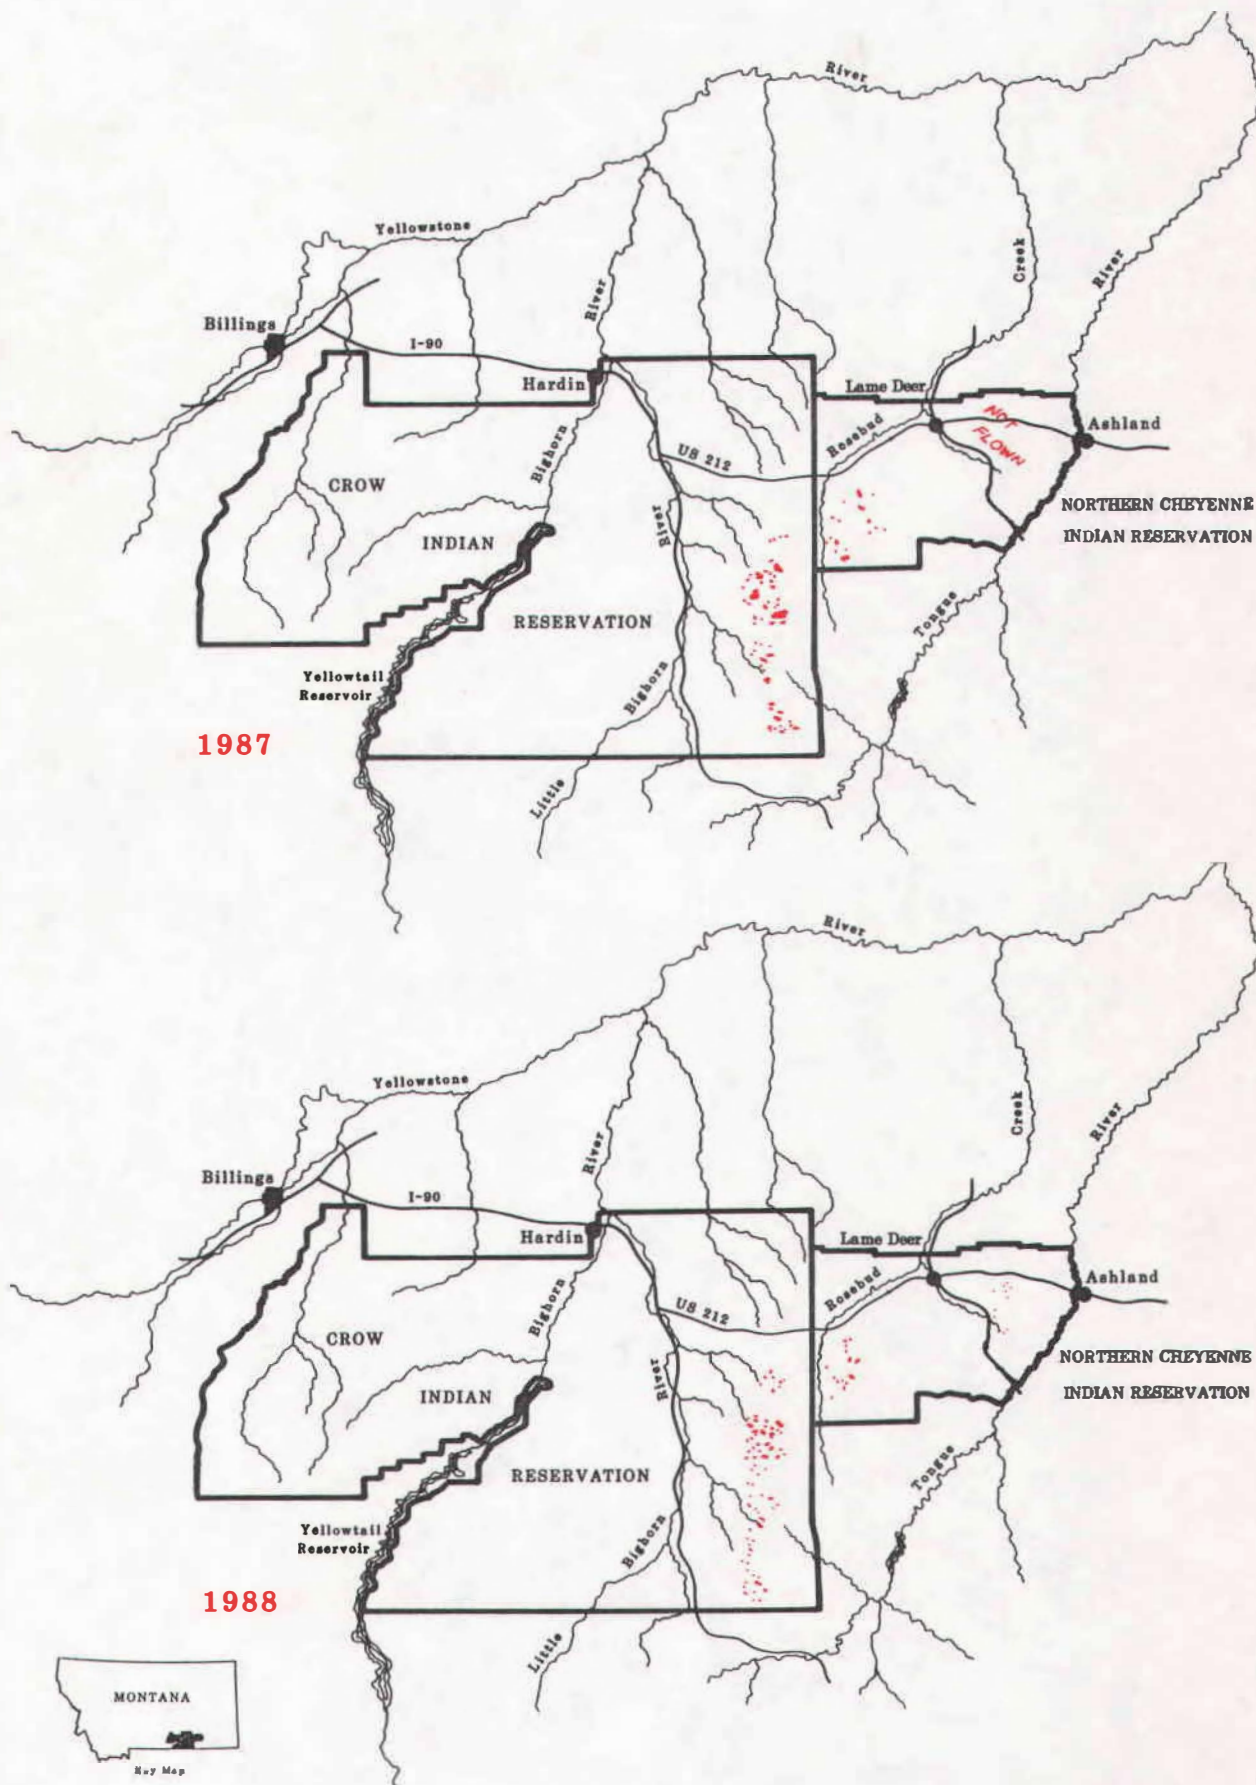 River
Yellowstone
River
Creek
River
Billings
I-90
Hardin
Lame Deer
NOT
FLOWN
Ashland
Bighorn
US 212
Rosebud
CROW
River
NORTHERN CHEYENNE
INDIAN RESERVATION
INDIAN
RESERVATION
Tongue
Yellowtail
Reservoir
Bighorn
1987
Little
River
Yellowstone
River
Creek
River
Billings
I-90
Hardin
Lame Deer
Ashland
Bighorn
US 212
Rosebud
CROW
River
NORTHERN CHEYENNE
INDIAN RESERVATION
INDIAN
RESERVATION
Tongue
Yellowtail
Reservoir
Bighorn
1988
Little
MONTANA
Key Map